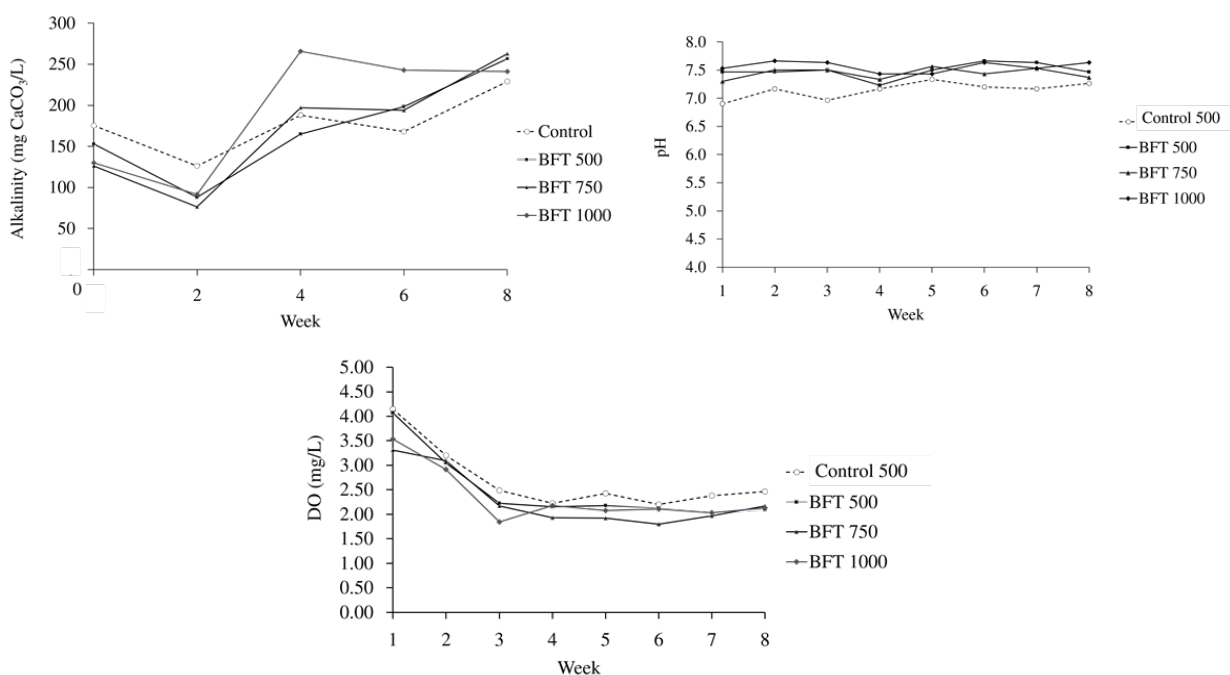 Alkalinity (mg CaCO3/L)
300
250
200
150
100
50
0
2
4
6
8
Week
Control
BFT 500
BFT 750
BFT 1000
pH
8.0
7.5
7.0
6.5
6.0
5.5
5.0
4.5
4.0
1 2 3 4 5 6 7 8
Week
Control 500
BFT 500
BFT 750
BFT 1000
DO (mg/L)
5.00
4.50
4.00
3.50
3.00
2.50
2.00
1.50
1.00
0.50
0.00
1 2 3 4 5 6 7 8
Week
Control 500
BFT 500
BFT 750
BFT 1000